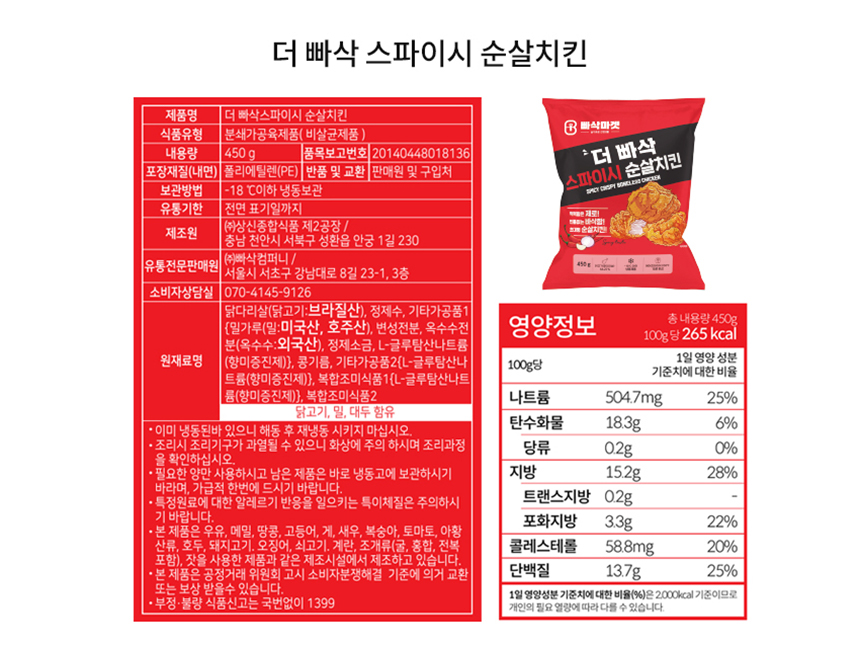 더 빠삭 스파이시 순살치킨
제품명 더 빠삭스파이시 순살치킨
식품유형 분쇄가공육제품( 비살균제품 )
내용량 450 g 품목보고번호 20140448018136
포장재질(내면) 폴리에틸렌(PE) 반품 및 교환 판매원 및 구입처
보관방법 -18 ℃이하 냉동보관
유통기한 전면 표기일까지
제조원 ㈜상신종합식품 제2공장 /
충남 천안시 서북구 성환읍 안궁 1길 230
유통전문판매원 ㈜빠삭컴퍼니 /
서울시 서초구 강남대로 8길 23-1, 3층
소비자상담실 070-4145-9126
원재료명
닭다리살(닭고기:브라질산), 정제수, 기타가공품1
{밀가루(밀:미국산, 호주산), 변성전분, 옥수수전
분(옥수수:외국산), 정제소금, L-글루탐산나트륨
(향미증진제)}, 콩기름, 기타가공품2{L-글루탐산나
트륨(향미증진제)}, 복합조미식품1{L-글루탐산나트
륨(향미증진제)}, 복합조미식품2
닭고기, 밀, 대두 함유
• 이미 냉동된바 있으니 해동 후 재냉동 시키지 마십시오.
• 조리시 조리기구가 과열될 수 있으니 화상에 주의 하시며 조리과정
을 확인하십시오.
• 필요한 양만 사용하시고 남은 제품은 바로 냉동고에 보관하시기
바라며, 가급적 한번에 드시기 바랍니다.
• 특정원료에 대한 알레르기 반응을 일으키는 특이체질은 주의하시
기 바랍니다.
• 본 제품은 우유, 메밀, 땅콩, 고등어, 게, 새우, 복숭아, 토마토, 아황
산류, 호두, 돼지고기. 오징어, 쇠고기. 계란, 조개류(굴, 홍합, 전복
포함), 잣을 사용한 제품과 같은 제조시설에서 제조하고 있습니다.
• 본 제품은 공정거래 위원회 고시 소비자분쟁해결 기준에 의거 교환
또는 보상 받을수 있습니다.
• 부정·불량 식품신고는 국번없이 1399
빠삭마켓
더 빠삭
스파이시 순살치킨
SPICY CRISPY BONELESS CHICKEN
순살치킨!
450 g
영양정보
총 내용량 450g
100g 당 265 kcal
100g당
1일 영양 성분
기준치에 대한 비율
나트륨 504.7mg 25%
탄수화물 18.3g 6%
당류 0.2g 0%
지방 15.2g 28%
트랜스지방 0.2g -
포화지방 3.3g 22%
콜레스테롤 58.8mg 20%
단백질 13.7g 25%
1일 영양성분 기준치에 대한 비율(%)은 2,000kcal 기준이므로
개인의 필요 열량에 따라 다를 수 있습니다.